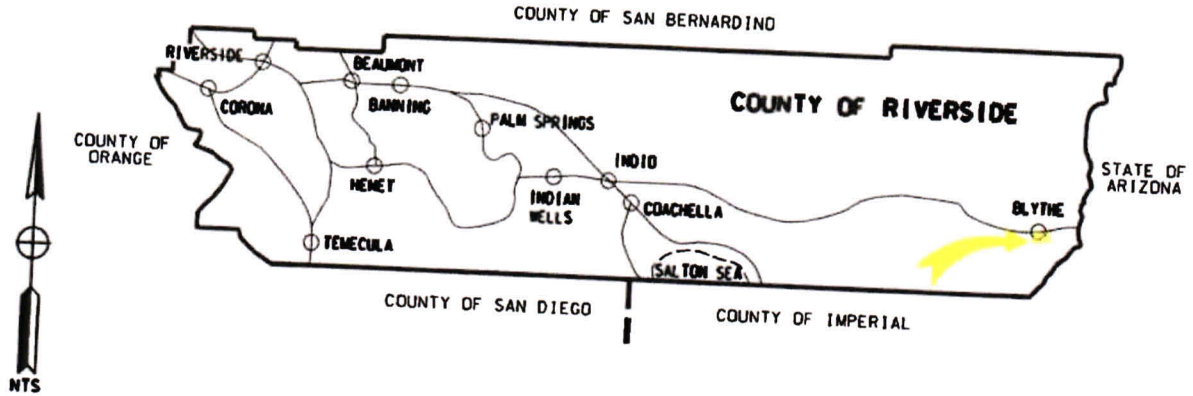 COUNTY OF SAN BERNARDINO
RIVERSIDE
BEAUMONT
CORONA
BANNING
COUNTY OF RIVERSIDE
PALM SPRINGS
COUNTY OF
ORANGE
HEMET
INDIO
STATE OF
ARIZONA
INDIAN
WELLS
COACHELLA
BLYTHE
TEMECULA
SALTON SEA
COUNTY OF SAN DIEGO
COUNTY OF IMPERIAL
NTS